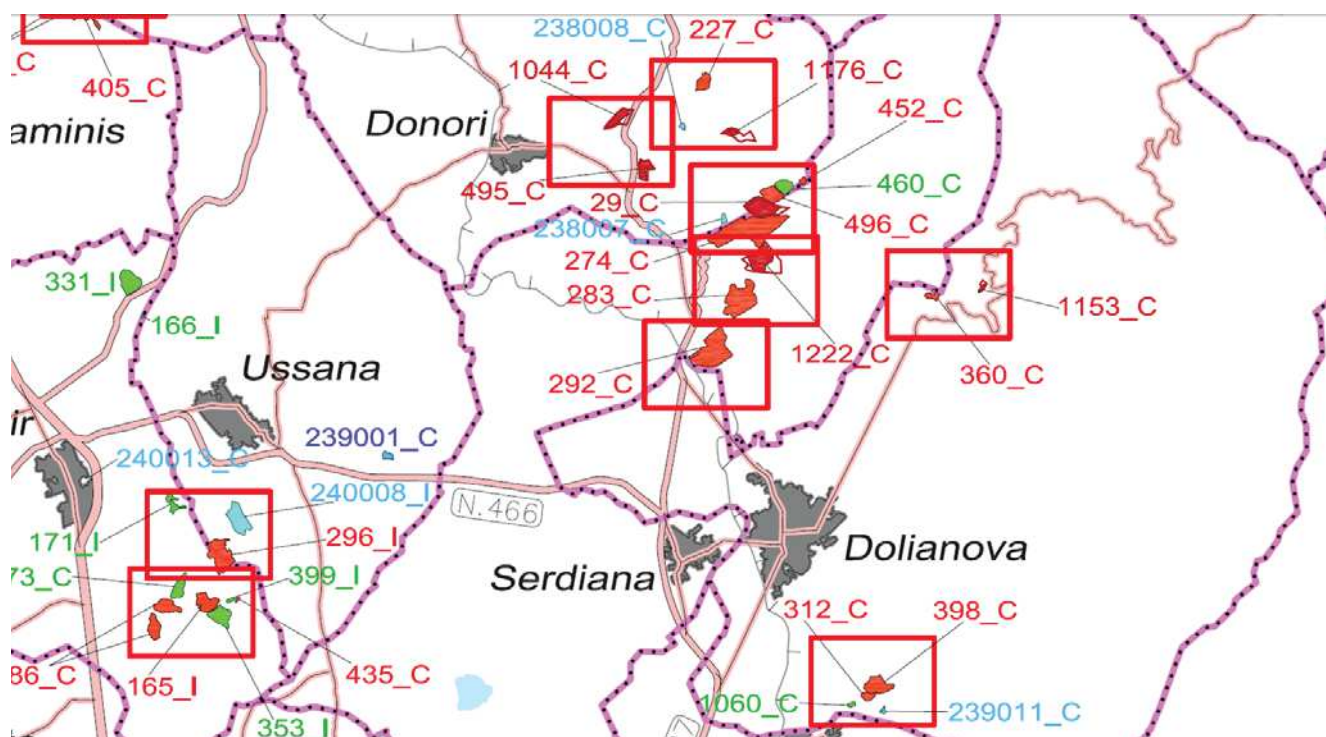 238008_C
227_C
_C
405_C
1044_C
1176_C
aminis
Donori
452_C
495_C
29_C
460_C
238007_C
496_C
274_C
331_I
283_C
1153_C
166_I
1222_C
Ussana
292_C
360_C
ir
239001_C
240013_C
240008_I
N.466
171_I
296_I
Serdiana
Dolianova
73_C
399_I
312_C
398_C
86_C
165_I
435_C
1060_C
239011_C
353_I